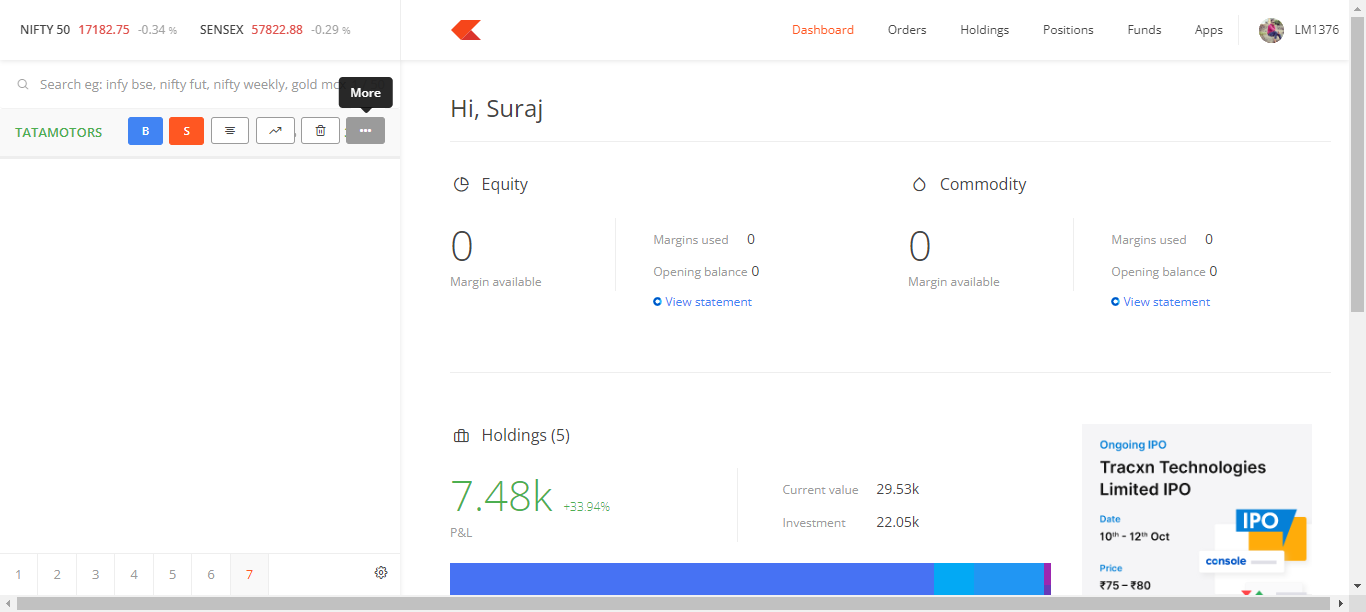 NIFTY 50 17182.75 -0.34 % SENSEX 57822.88 -0.29 %
Dashboard Orders Holdings Positions Funds Apps LM1376
Search eg: infy bse, nifty fut, nifty weekly, gold
More
TATAMOTORS B S
Hi, Suraj
Equity
0
Margin available
Margins used 0
Opening balance 0
View statement
Commodity
0
Margin available
Margins used 0
Opening balance 0
View statement
Holdings (5)
7.48k +33.94%
P&L
Current value 29.53k
Investment 22.05k
Ongoing IPO
Tracxn Technologies
Limited IPO
Date
10th - 12th Oct
Price
₹75 – ₹80
IPO
console
1 2 3 4 5 6 7